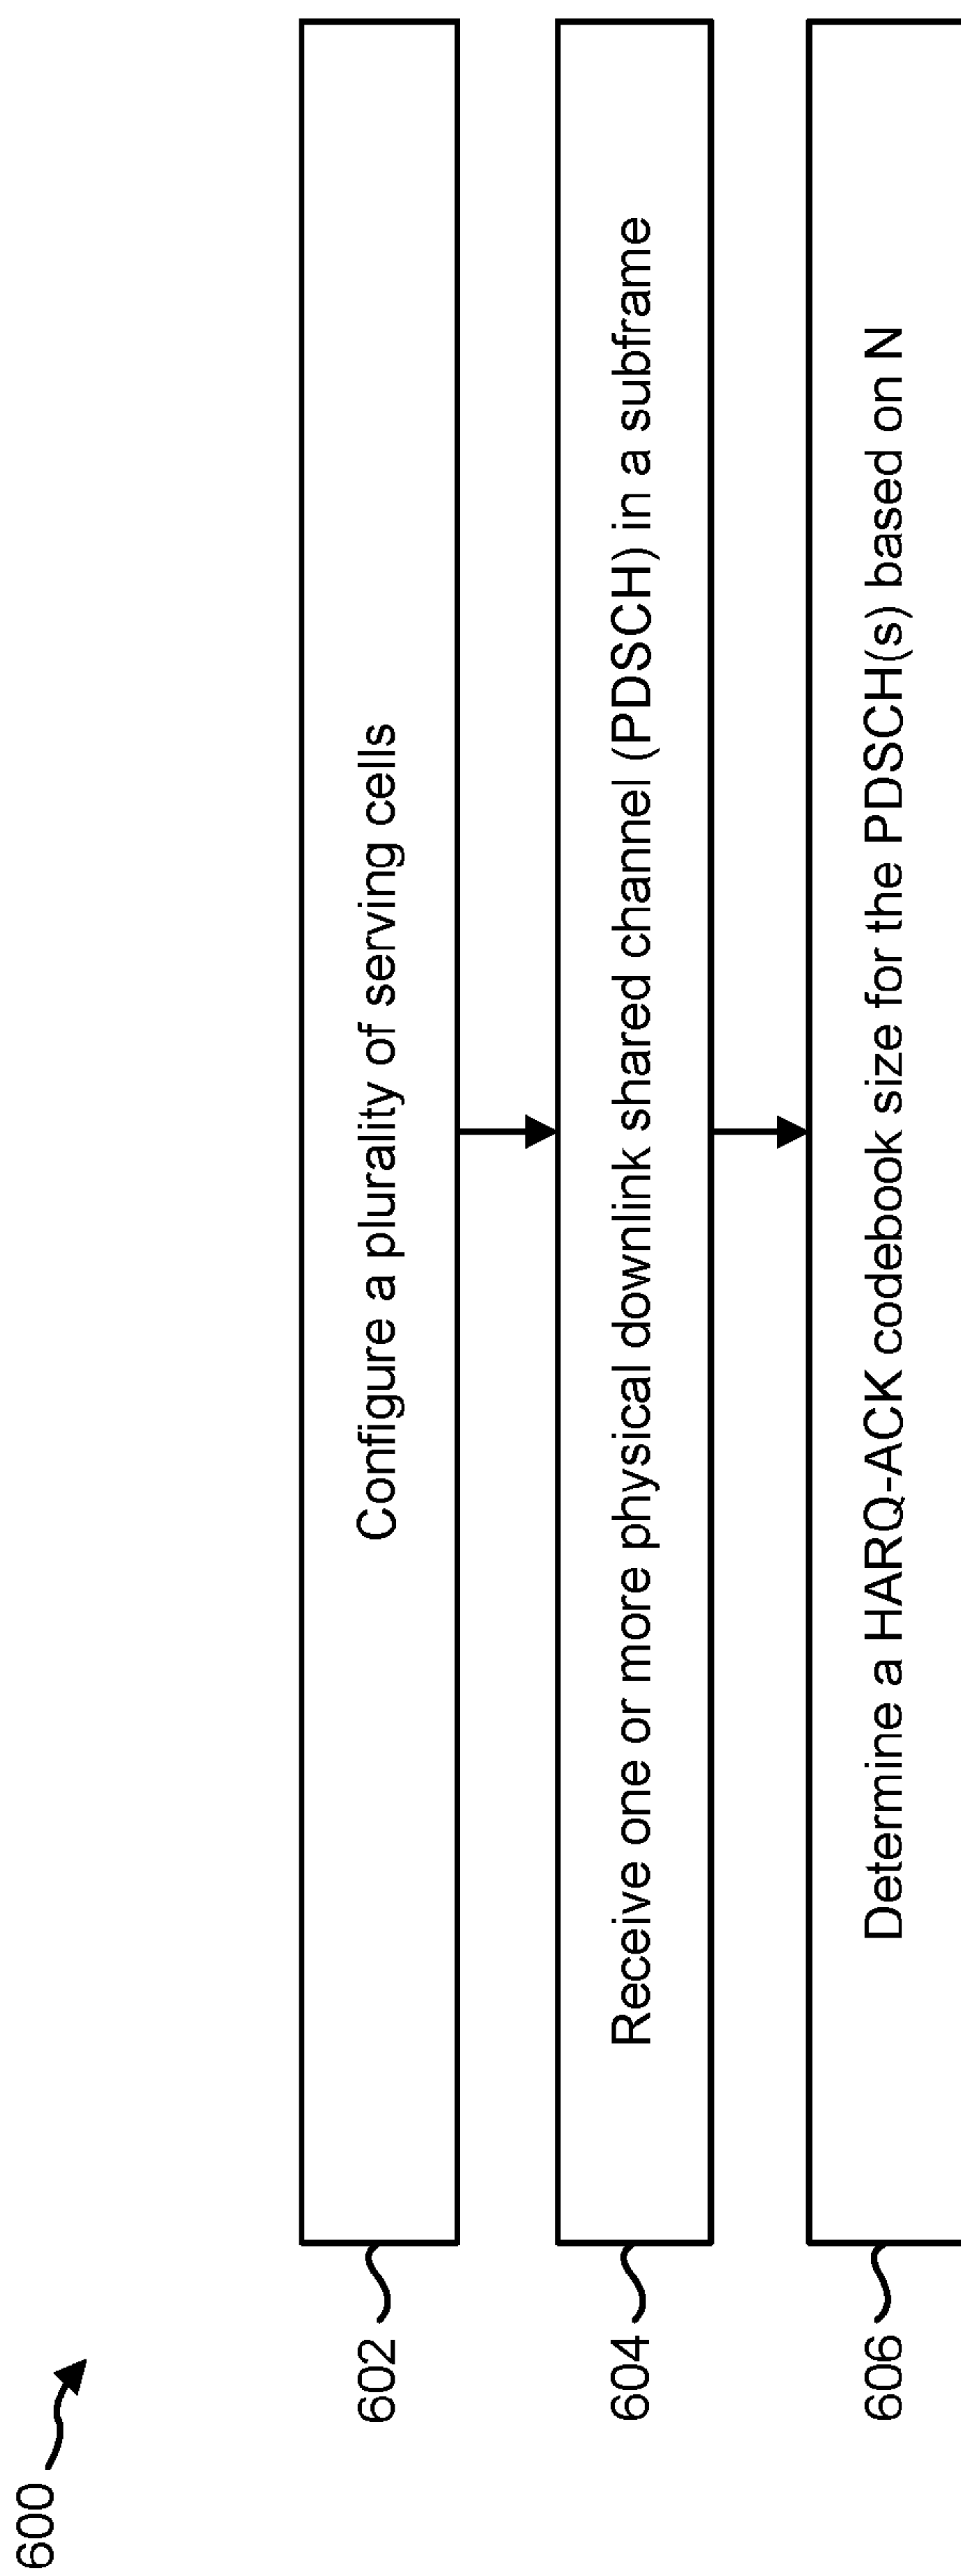 600
602
Configure a plurality of serving cells
604
Receive one or more physical downlink shared channel (PDSCH) in a subframe
606
Determine a HARQ-ACK codebook size for the PDSCH(s) based on N